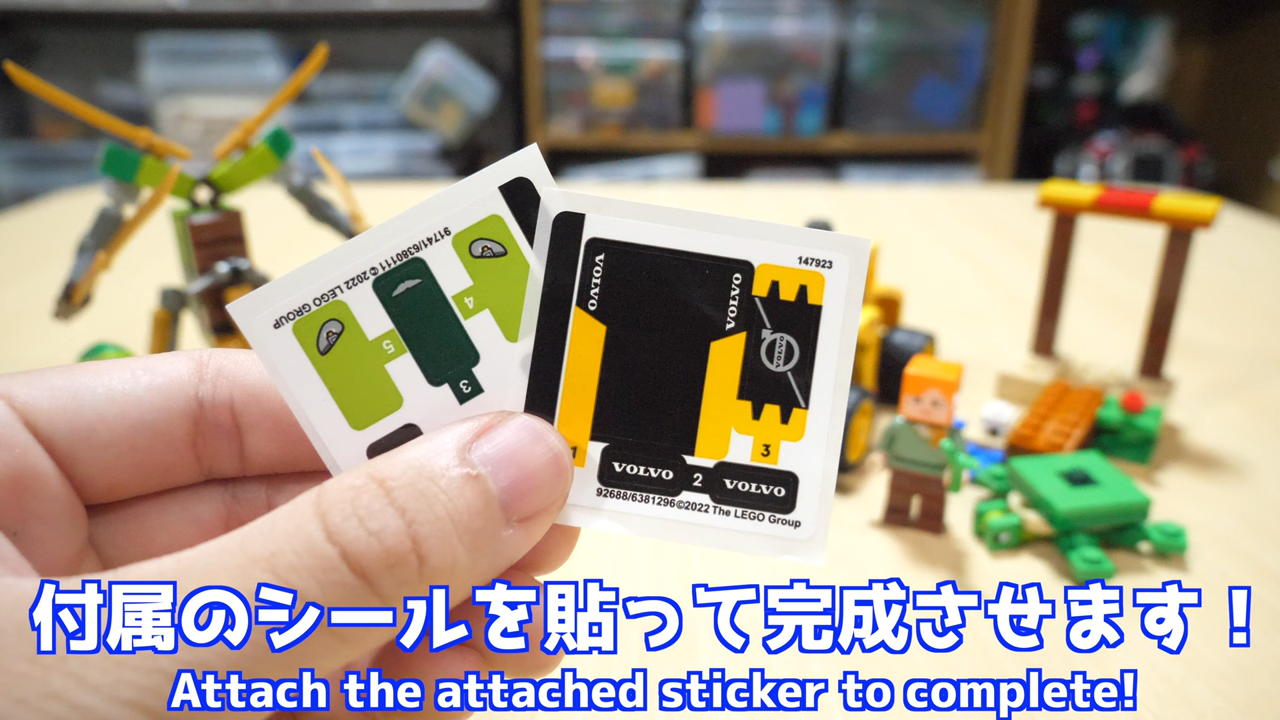 91741/6380111 © 2022 LEGO GROUP
5
3
4
147923
VOLVO
VOLVO
VOLVO
1
3
VOLVO 2 VOLVO
92688/6381296©2022 The LEGO Group
付属のシールを貼って完成させます！
Attach the attached sticker to complete!